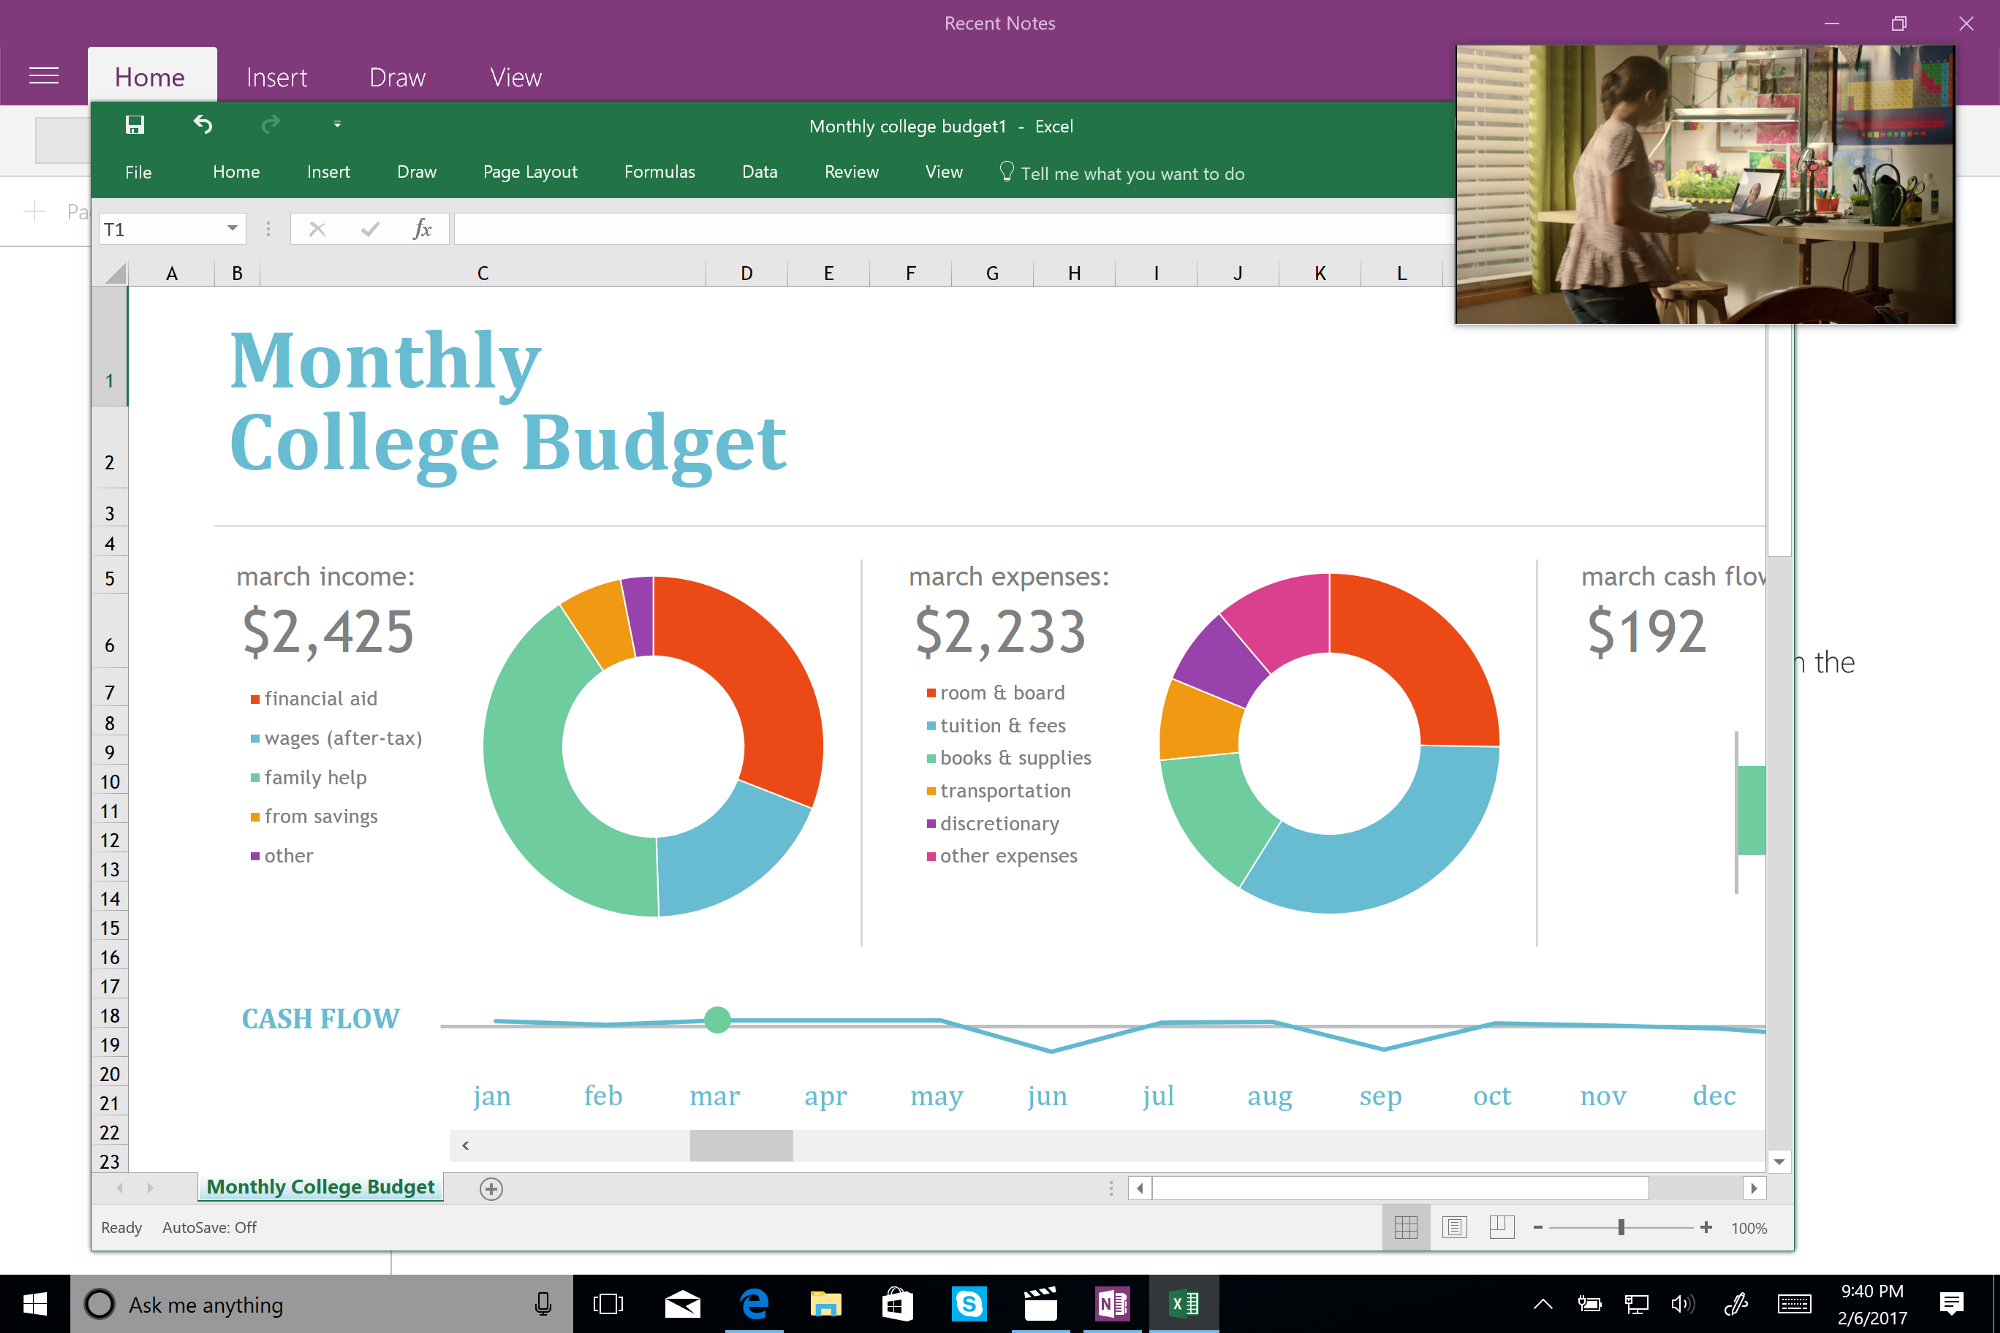 Recent Notes
Home Insert Draw View
Monthly college budget1 - Excel
File Home Insert Draw Page Layout Formulas Data Review View Tell me what you want to do
T1
fx
A B C D E F G H I J K L
Monthly
College Budget
1
2
3
4
5
6
7
8
9
10
11
12
13
14
15
16
17
18
19
20
21
22
23
march income:
$2,425
financial aid
wages (after-tax)
family help
from savings
other
march expenses:
$2,233
room & board
tuition & fees
books & supplies
transportation
discretionary
other expenses
march cash flow
$192
the
CASH FLOW
jan feb mar apr may jun jul aug sep oct nov dec
Monthly College Budget
Ready AutoSave: Off
100%
Ask me anything
9:40 PM
2/6/2017